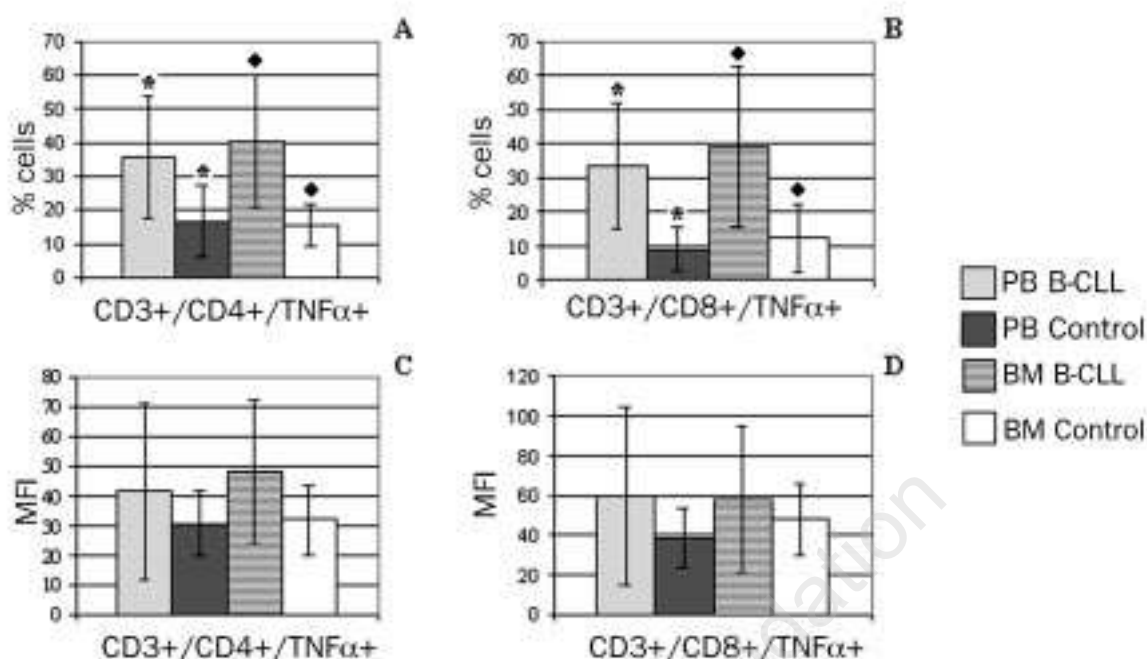 A
70
60
50
40
30
20
10
0
% cells
* * ◆ ◆
CD3+/CD4+/TNFα+
B
70
60
50
40
30
20
10
0
% cells
* * ◆ ◆
CD3+/CD8+/TNFα+
PB B-CLL
PB Control
BM B-CLL
BM Control
C
80
70
60
50
40
30
20
10
0
MFI
CD3+/CD4+/TNFα+
D
120
100
80
60
40
20
0
MFI
CD3+/CD8+/TNFα+